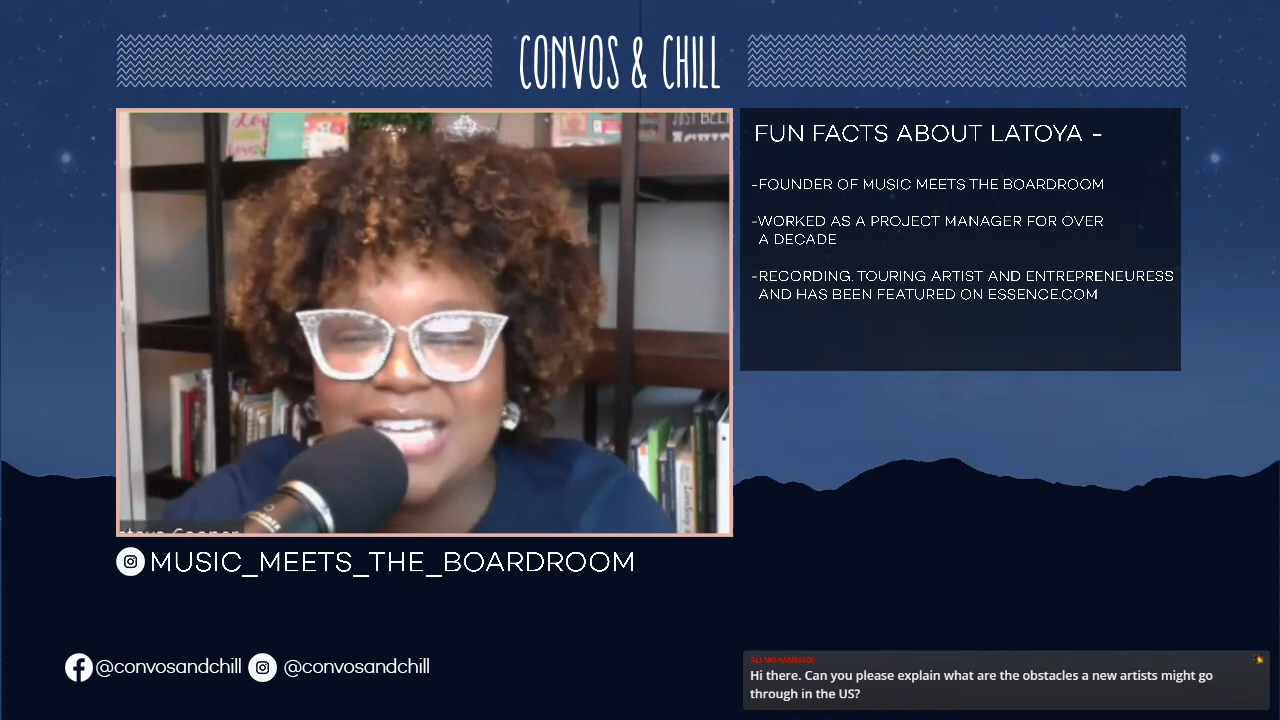 CONVOS & CHILL
FUN FACTS ABOUT LATOYA -
-FOUNDER OF MUSIC MEETS THE BOARDROOM
-WORKED AS A PROJECT MANAGER FOR OVER
A DECADE
-RECORDING, TOURING ARTIST AND ENTREPRENEURESS
AND HAS BEEN FEATURED ON ESSENCE.COM
JUST BE
MUSIC_MEETS_THE_BOARDROOM
@convosandchill
@convosandchill
ALI MOHAMMADI
Hi there. Can you please explain what are the obstacles a new artists might go
through in the US?